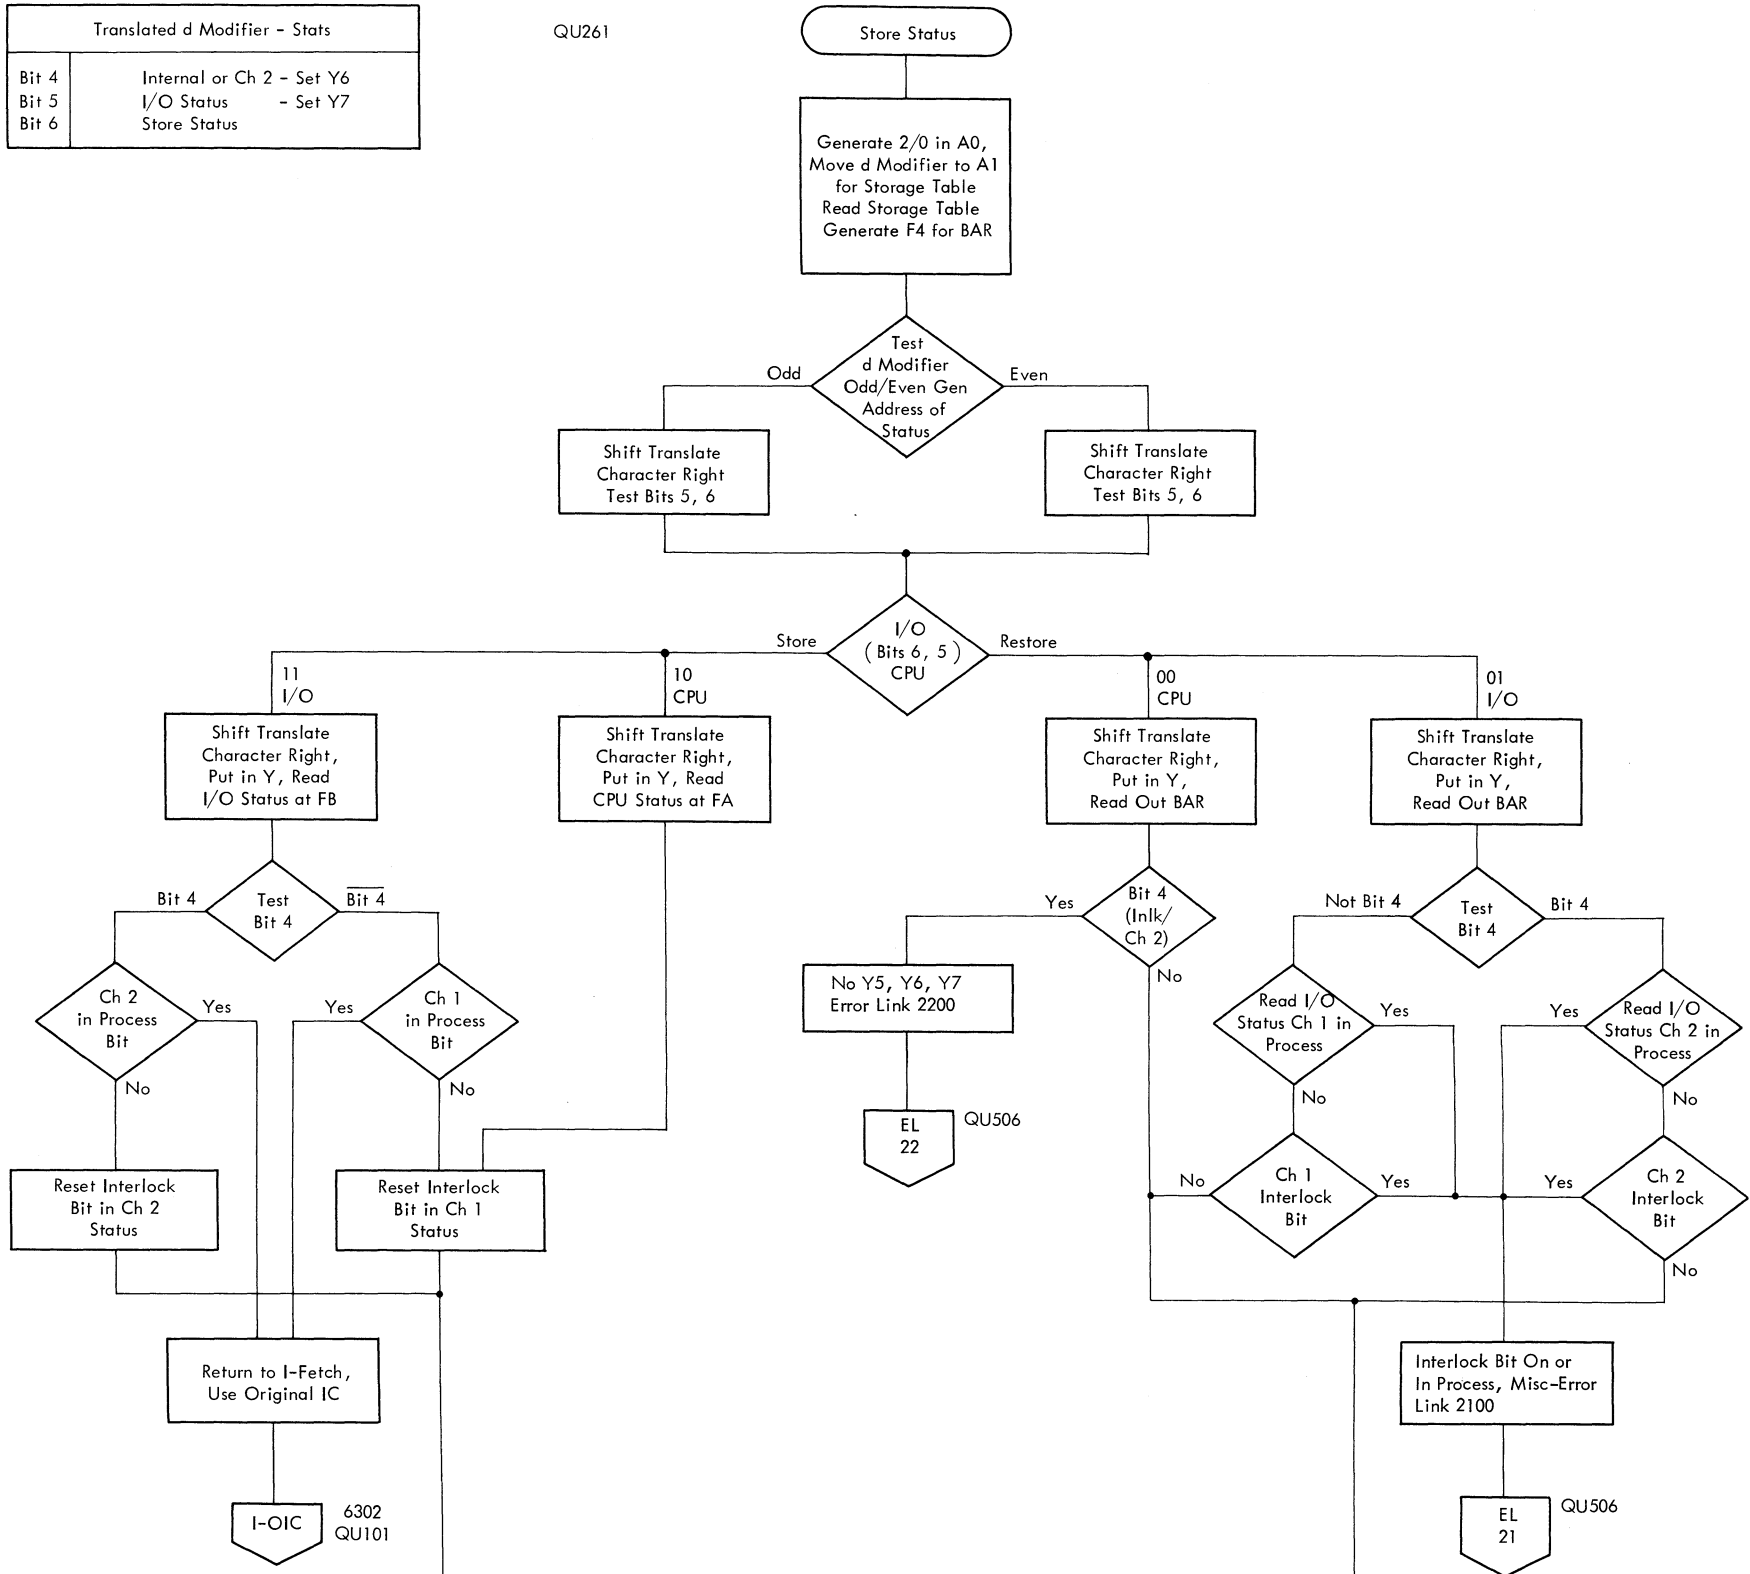 Translated d Modifier - Stats
Bit 4 Internal or Ch 2 - Set Y6
Bit 5 I/O Status - Set Y7
Bit 6 Store Status
QU261
Store Status
Generate 2/0 in A0,
Move d Modifier to A1
for Storage Table
Read Storage Table
Generate F4 for BAR
Test
d Modifier
Odd/Even Gen
Address of
Status
Odd
Even
Shift Translate
Character Right
Test Bits 5, 6
Shift Translate
Character Right
Test Bits 5, 6
I/O
( Bits 6, 5 )
CPU
Store
Restore
11
I/O
10
CPU
00
CPU
01
I/O
Shift Translate
Character Right,
Put in Y, Read
I/O Status at FB
Shift Translate
Character Right,
Put in Y, Read
CPU Status at FA
Shift Translate
Character Right,
Put in Y,
Read Out BAR
Shift Translate
Character Right,
Put in Y,
Read Out BAR
Bit 4
Test
Bit 4
Bit 4
Yes
Bit 4
(Inlk/
Ch 2)
No
Not Bit 4
Test
Bit 4
Bit 4
Ch 2
in Process
Bit
Yes
No
Yes
Ch 1
in Process
Bit
No
No Y5, Y6, Y7
Error Link 2200
EL
22
QU506
Read I/O
Status Ch 1 in
Process
Yes
No
Yes
Read I/O
Status Ch 2 in
Process
No
Reset Interlock
Bit in Ch 2
Status
Reset Interlock
Bit in Ch 1
Status
No
Ch 1
Interlock
Bit
Yes
Yes
Ch 2
Interlock
Bit
No
Return to I-Fetch,
Use Original IC
Interlock Bit On or
In Process, Misc-Error
Link 2100
I-OIC
6302
QU101
EL
21
QU506